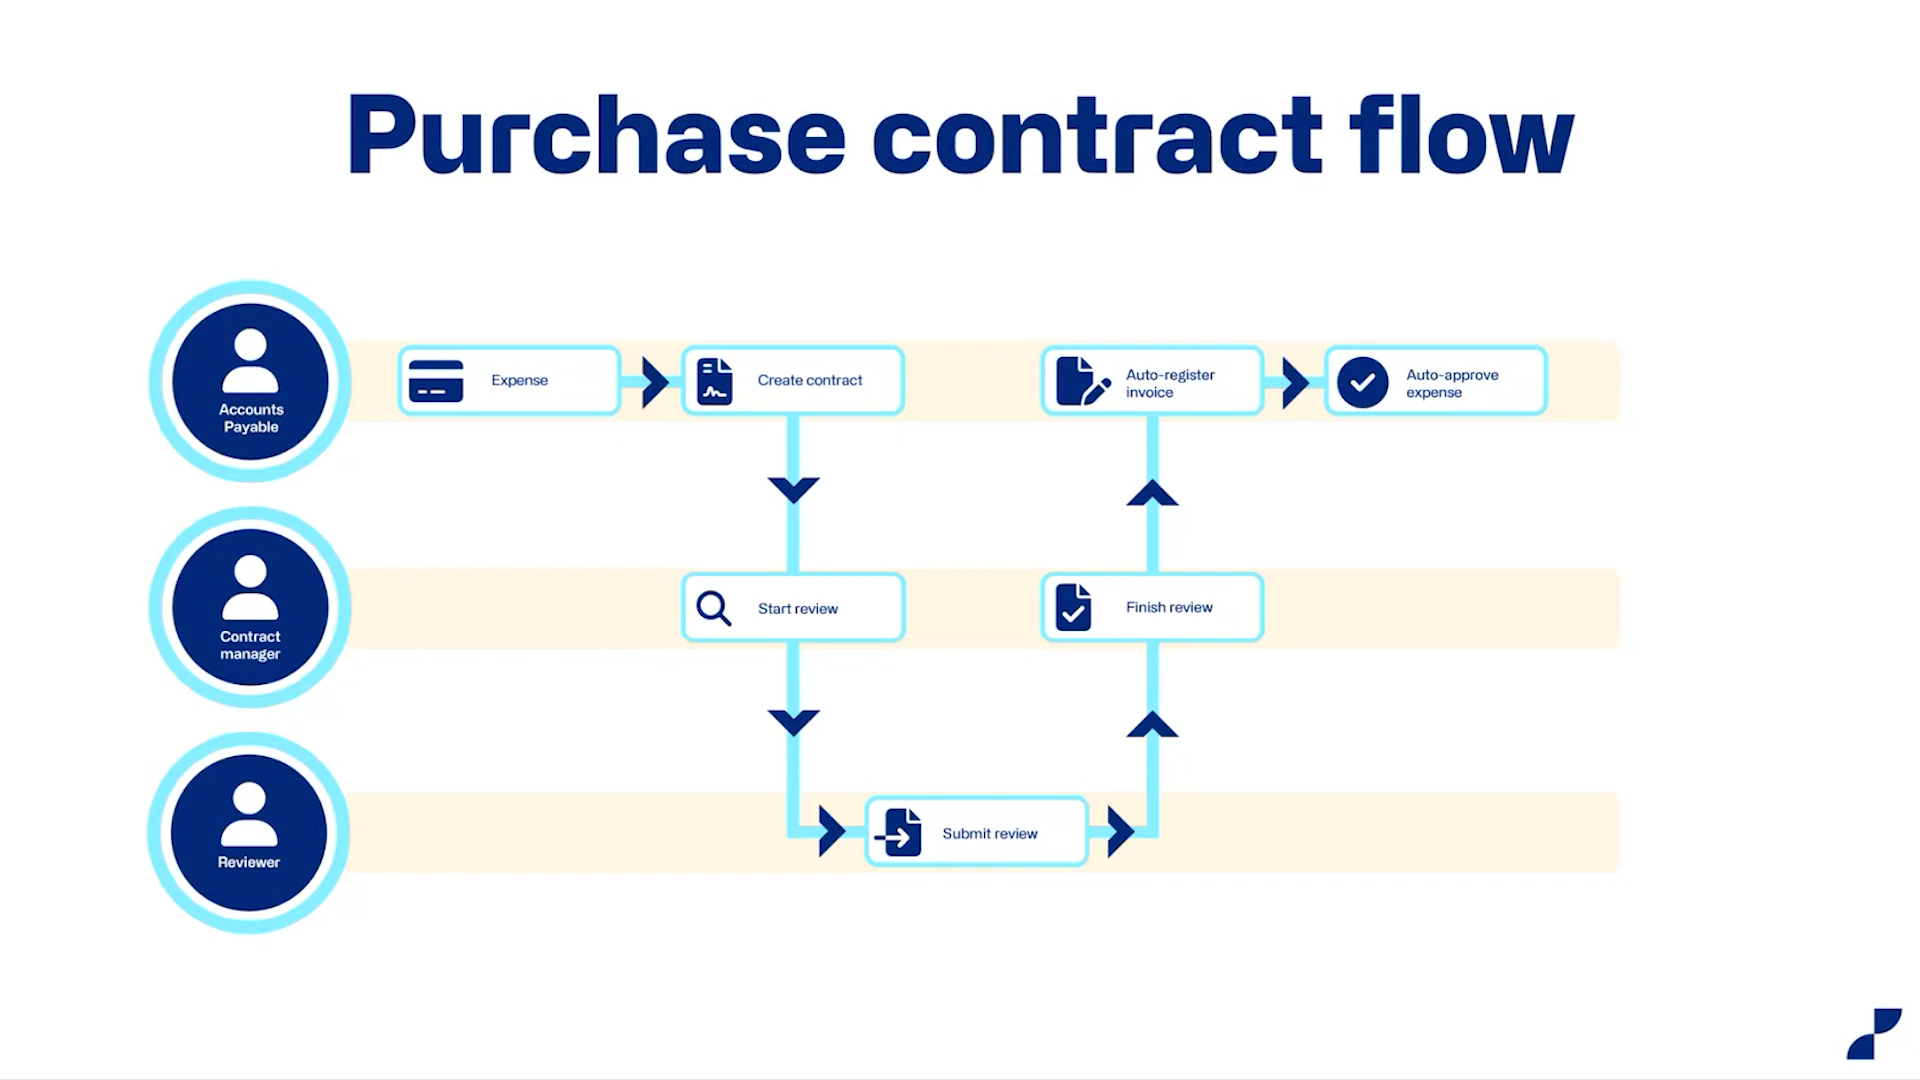 Purchase contract flow
Accounts
Payable
Expense
Create contract
Auto-register
invoice
Auto-approve
expense
Contract
manager
Start review
Finish review
Reviewer
Submit review